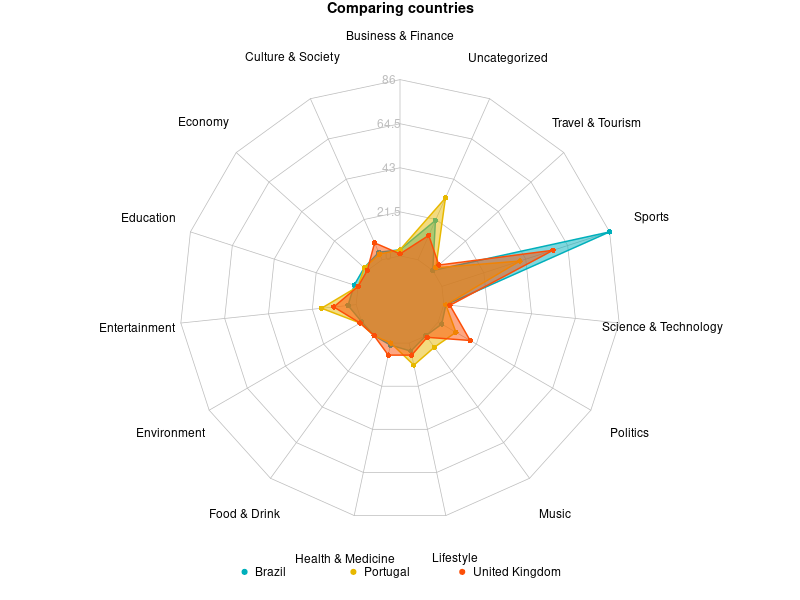 Comparing countries
Business & Finance
Culture & Society
Uncategorized
86
Economy
Travel & Tourism
64.5
43
Education
Sports
21.5
Entertainment
Science & Technology
Environment
Politics
Food & Drink
Music
Health & Medicine
Lifestyle
Brazil
Portugal
United Kingdom